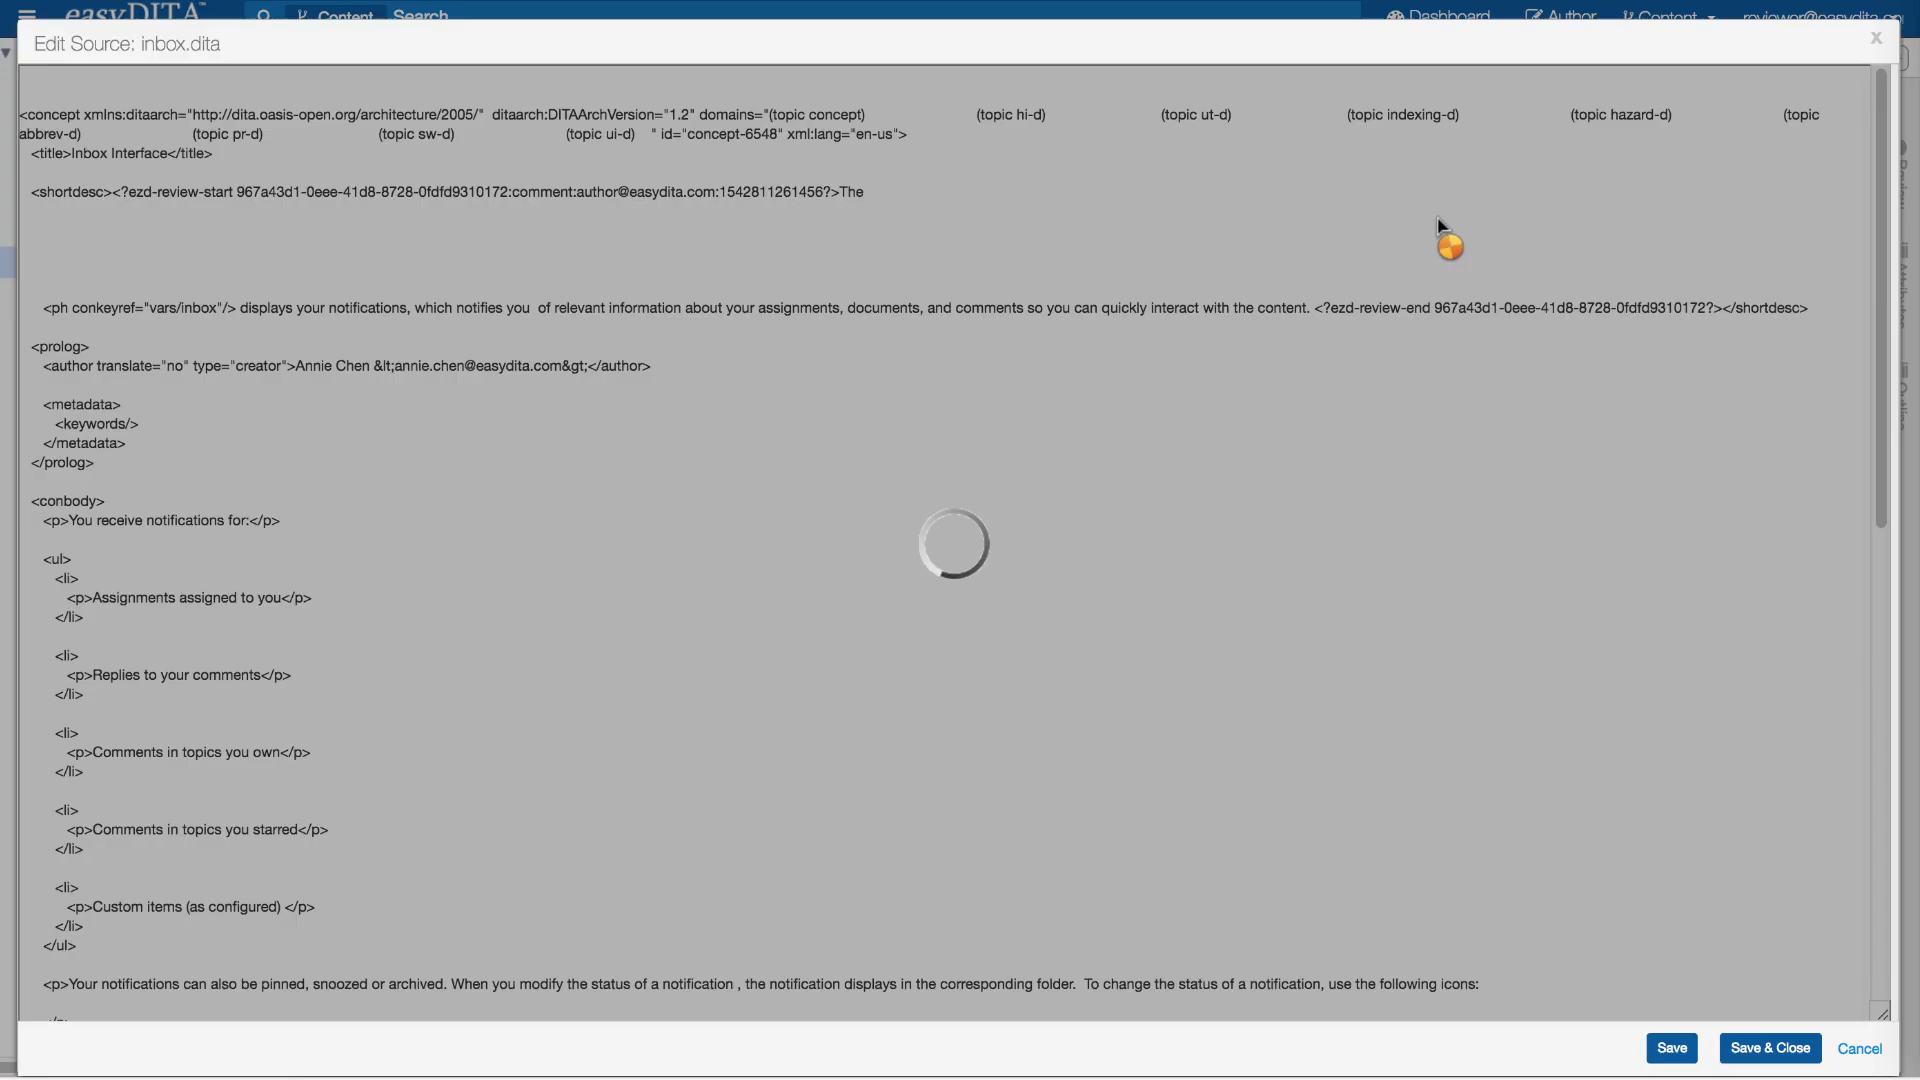 easyDITA™ Content Search Dashboard Author Content
Edit Source: inbox.dita x
<concept xmlns:ditaarch="http://dita.oasis-open.org/architecture/2005/" ditaarch:DITAArchVersion="1.2" domains="(topic concept) (topic hi-d) (topic ut-d) (topic indexing-d) (topic hazard-d) (topic
abbrev-d) (topic pr-d) (topic sw-d) (topic ui-d) " id="concept-6548" xml:lang="en-us">
<title>Inbox Interface</title>
<shortdesc><?ezd-review-start 967a43d1-0eee-41d8-8728-0fdfd9310172:comment:author@easydita.com:1542811261456?>The
<ph conkeyref="vars/inbox"/> displays your notifications, which notifies you  of relevant information about your assignments, documents, and comments so you can quickly interact with the content. <?ezd-review-end 967a43d1-0eee-41d8-8728-0fdfd9310172?></shortdesc>
<prolog>
<author translate="no" type="creator">Annie Chen &lt;annie.chen@easydita.com&gt;</author>
<metadata>
<keywords/>
</metadata>
</prolog>
<conbody>
<p>You receive notifications for:</p>
<ul>
<li>
<p>Assignments assigned to you</p>
</li>
<li>
<p>Replies to your comments</p>
</li>
<li>
<p>Comments in topics you own</p>
</li>
<li>
<p>Comments in topics you starred</p>
</li>
<li>
<p>Custom items (as configured) </p>
</li>
</ul>
<p>Your notifications can also be pinned, snoozed or archived. When you modify the status of a notification , the notification displays in the corresponding folder.  To change the status of a notification, use the following icons:
Save Save & Close Cancel